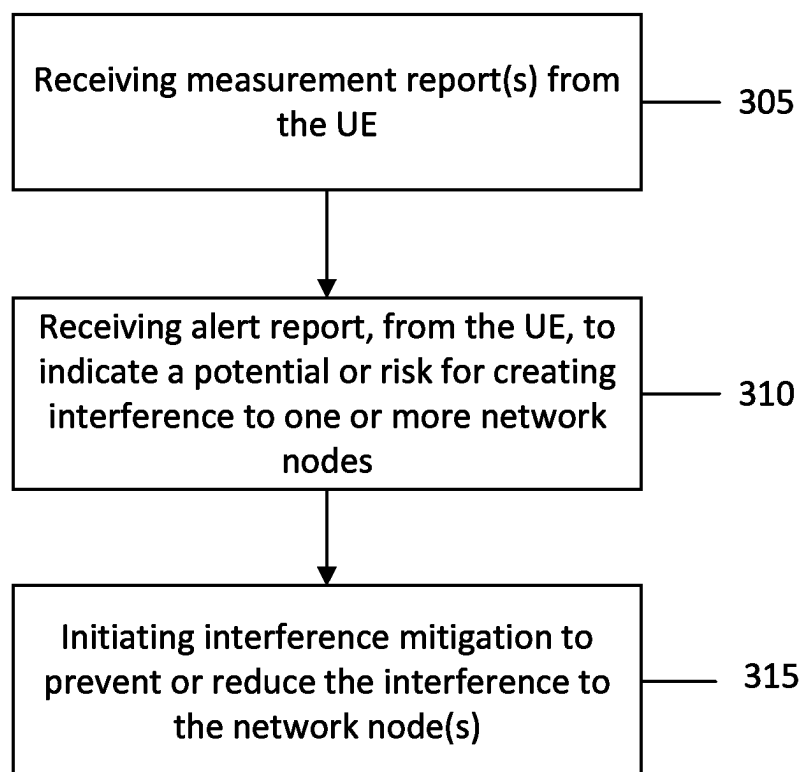 Receiving measurement report(s) from
the UE
305
Receiving alert report, from the UE, to
indicate a potential or risk for creating
interference to one or more network
nodes
310
Initiating interference mitigation to
prevent or reduce the interference to
the network node(s)
315